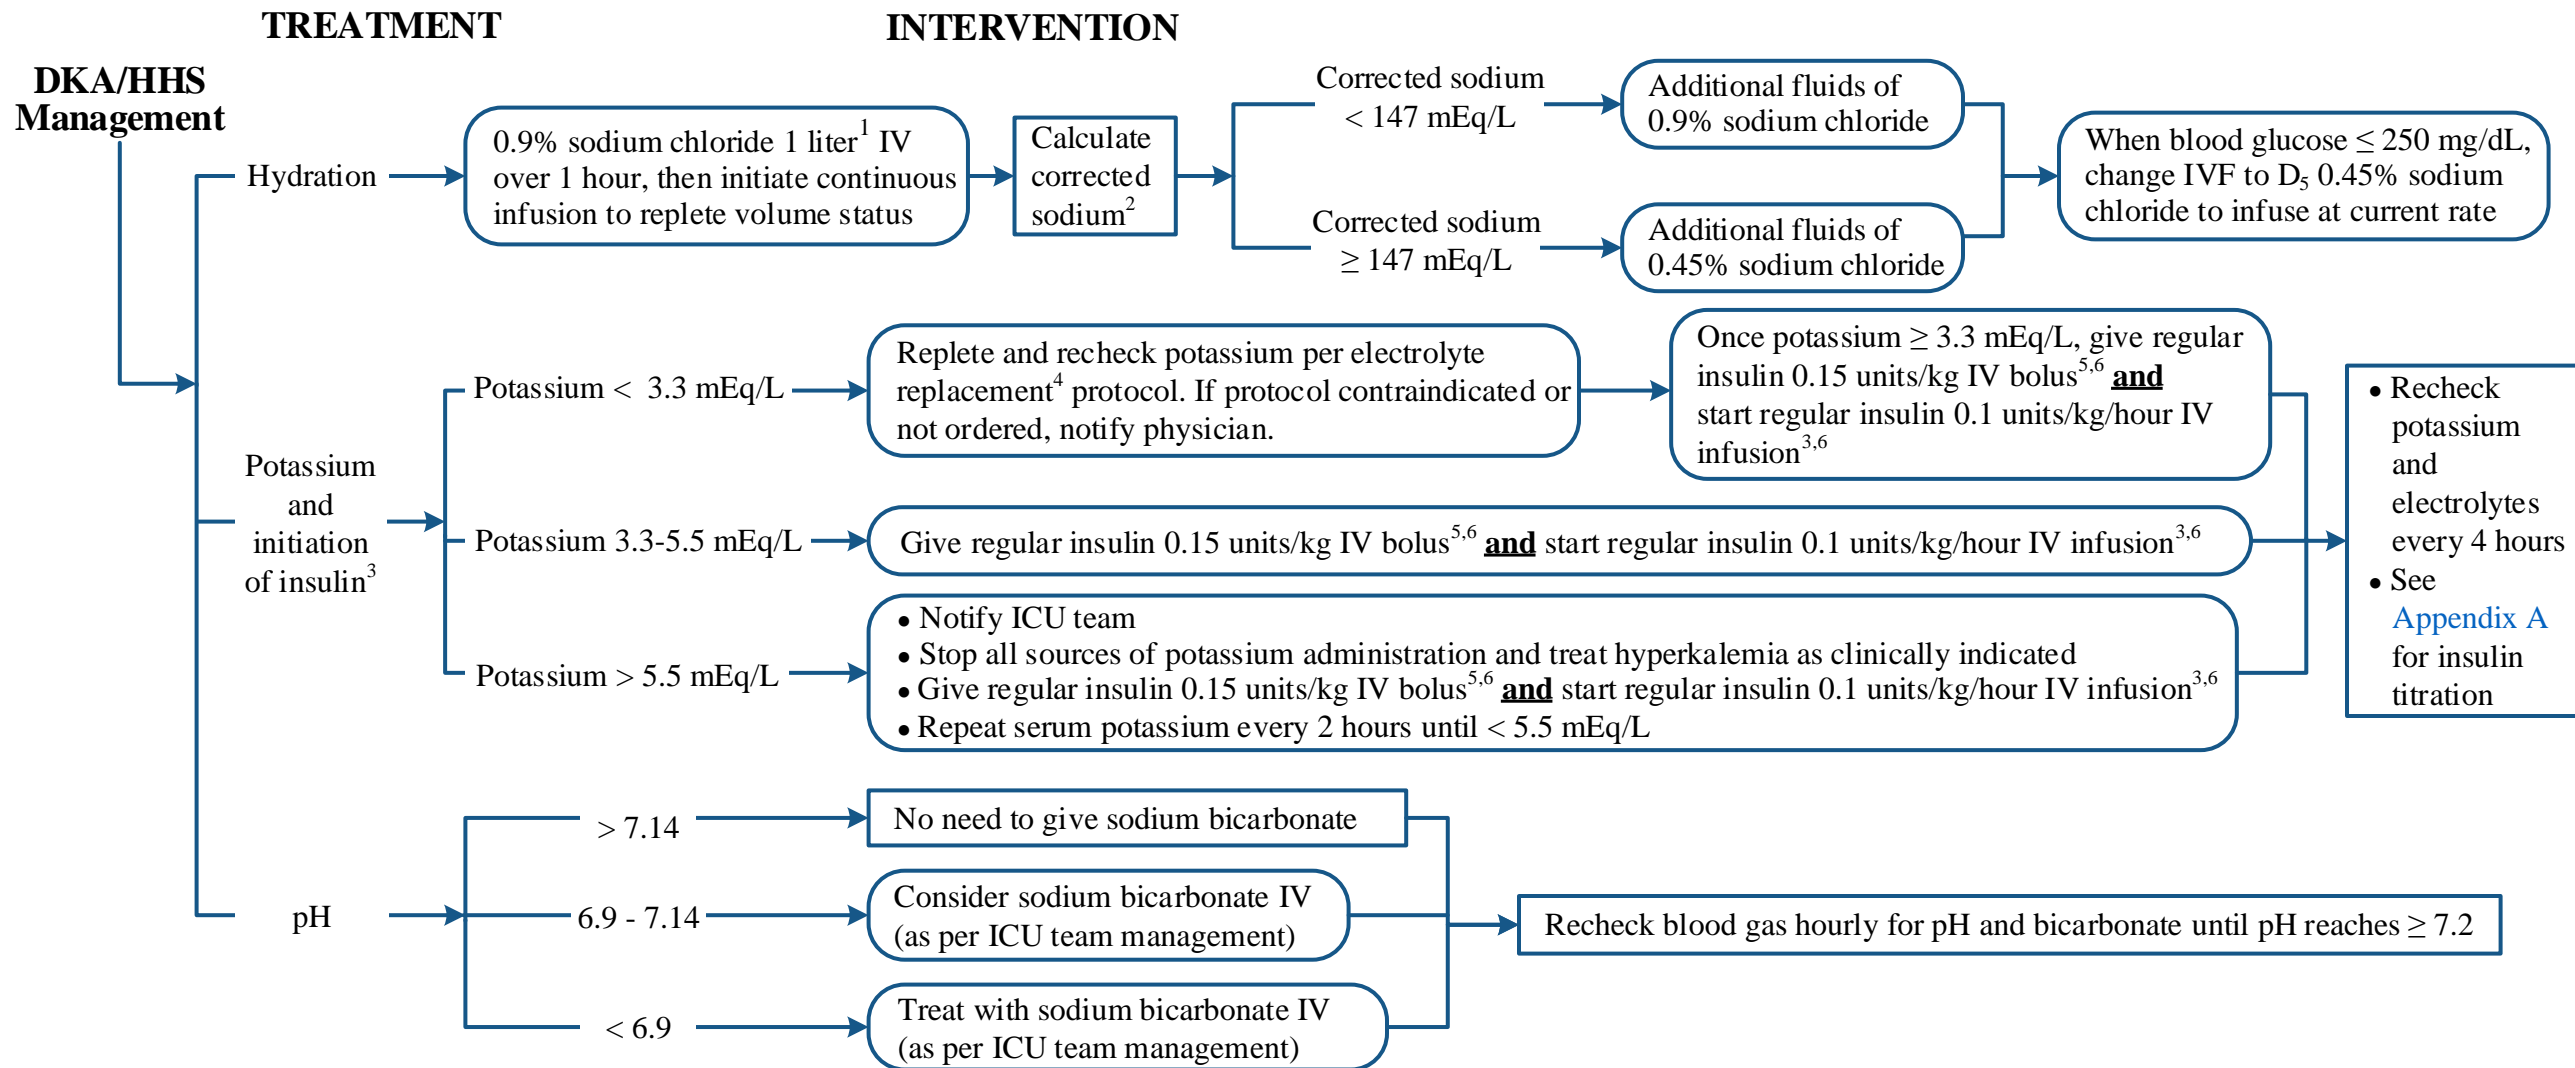 TREATMENT
INTERVENTION
DKA/HHS
Management
Hydration
0.9% sodium chloride 1 liter1 IV
over 1 hour, then initiate continuous
infusion to replete volume status
Calculate
corrected
sodium2
Corrected sodium
< 147 mEq/L
Additional fluids of
0.9% sodium chloride
Corrected sodium
≥ 147 mEq/L
Additional fluids of
0.45% sodium chloride
When blood glucose ≤ 250 mg/dL,
change IVF to D5 0.45% sodium
chloride to infuse at current rate
Potassium
and
initiation
of insulin3
Potassium < 3.3 mEq/L
Replete and recheck potassium per electrolyte
replacement4 protocol. If protocol contraindicated or
not ordered, notify physician.
Once potassium ≥ 3.3 mEq/L, give regular
insulin 0.15 units/kg IV bolus5,6 and
start regular insulin 0.1 units/kg/hour IV
infusion3,6
Potassium 3.3-5.5 mEq/L
Give regular insulin 0.15 units/kg IV bolus5,6 and start regular insulin 0.1 units/kg/hour IV infusion3,6
Potassium > 5.5 mEq/L
● Notify ICU team
● Stop all sources of potassium administration and treat hyperkalemia as clinically indicated
● Give regular insulin 0.15 units/kg IV bolus5,6 and start regular insulin 0.1 units/kg/hour IV infusion3,6
● Repeat serum potassium every 2 hours until < 5.5 mEq/L
● Recheck
potassium
and
electrolytes
every 4 hours
● See
Appendix A
for insulin
titration
pH
> 7.14
No need to give sodium bicarbonate
6.9 - 7.14
Consider sodium bicarbonate IV
(as per ICU team management)
< 6.9
Treat with sodium bicarbonate IV
(as per ICU team management)
Recheck blood gas hourly for pH and bicarbonate until pH reaches ≥ 7.2